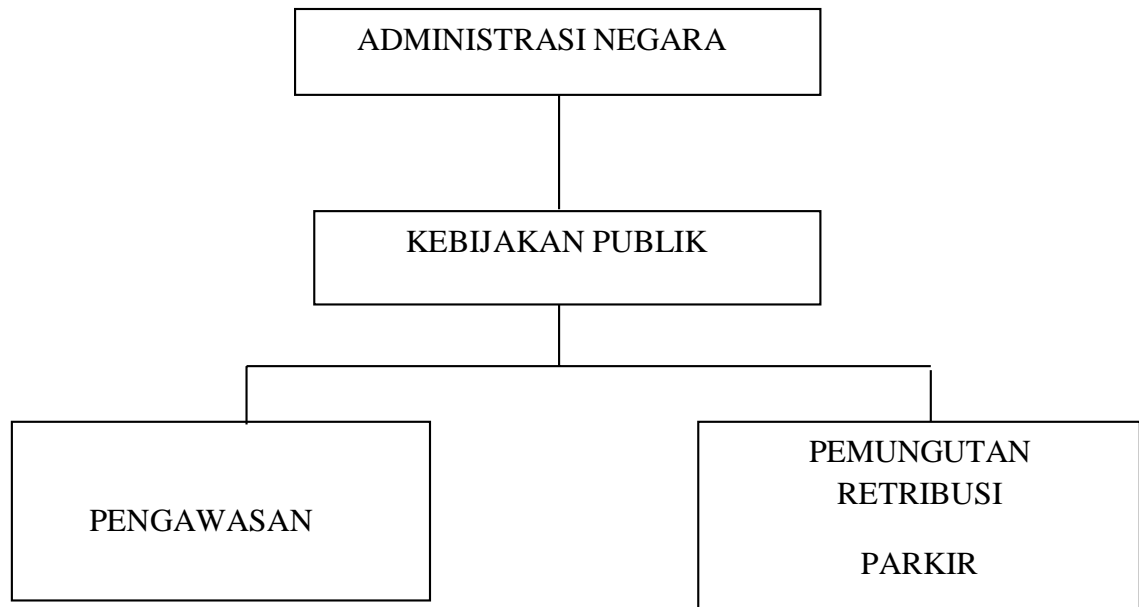 ADMINISTRASI NEGARA
KEBIJAKAN PUBLIK
PENGAWASAN
PEMUNGUTAN
RETRIBUSI
PARKIR